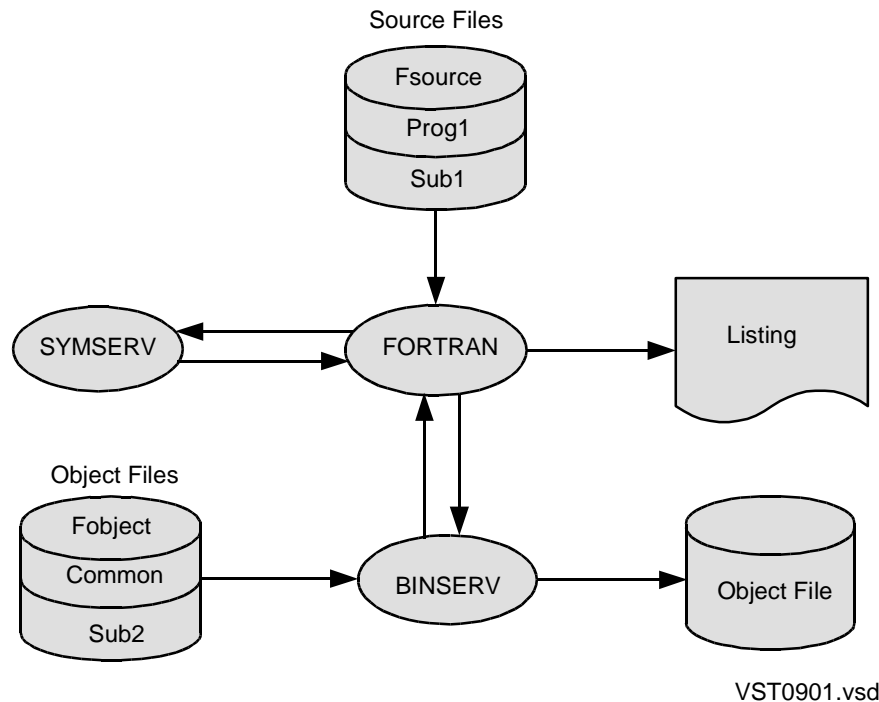 Source Files
Fsource
Prog1
Sub1
SYMSERV
FORTRAN
Listing
Object Files
Fobject
Common
Sub2
BINSERV
Object File
VST0901.vsd